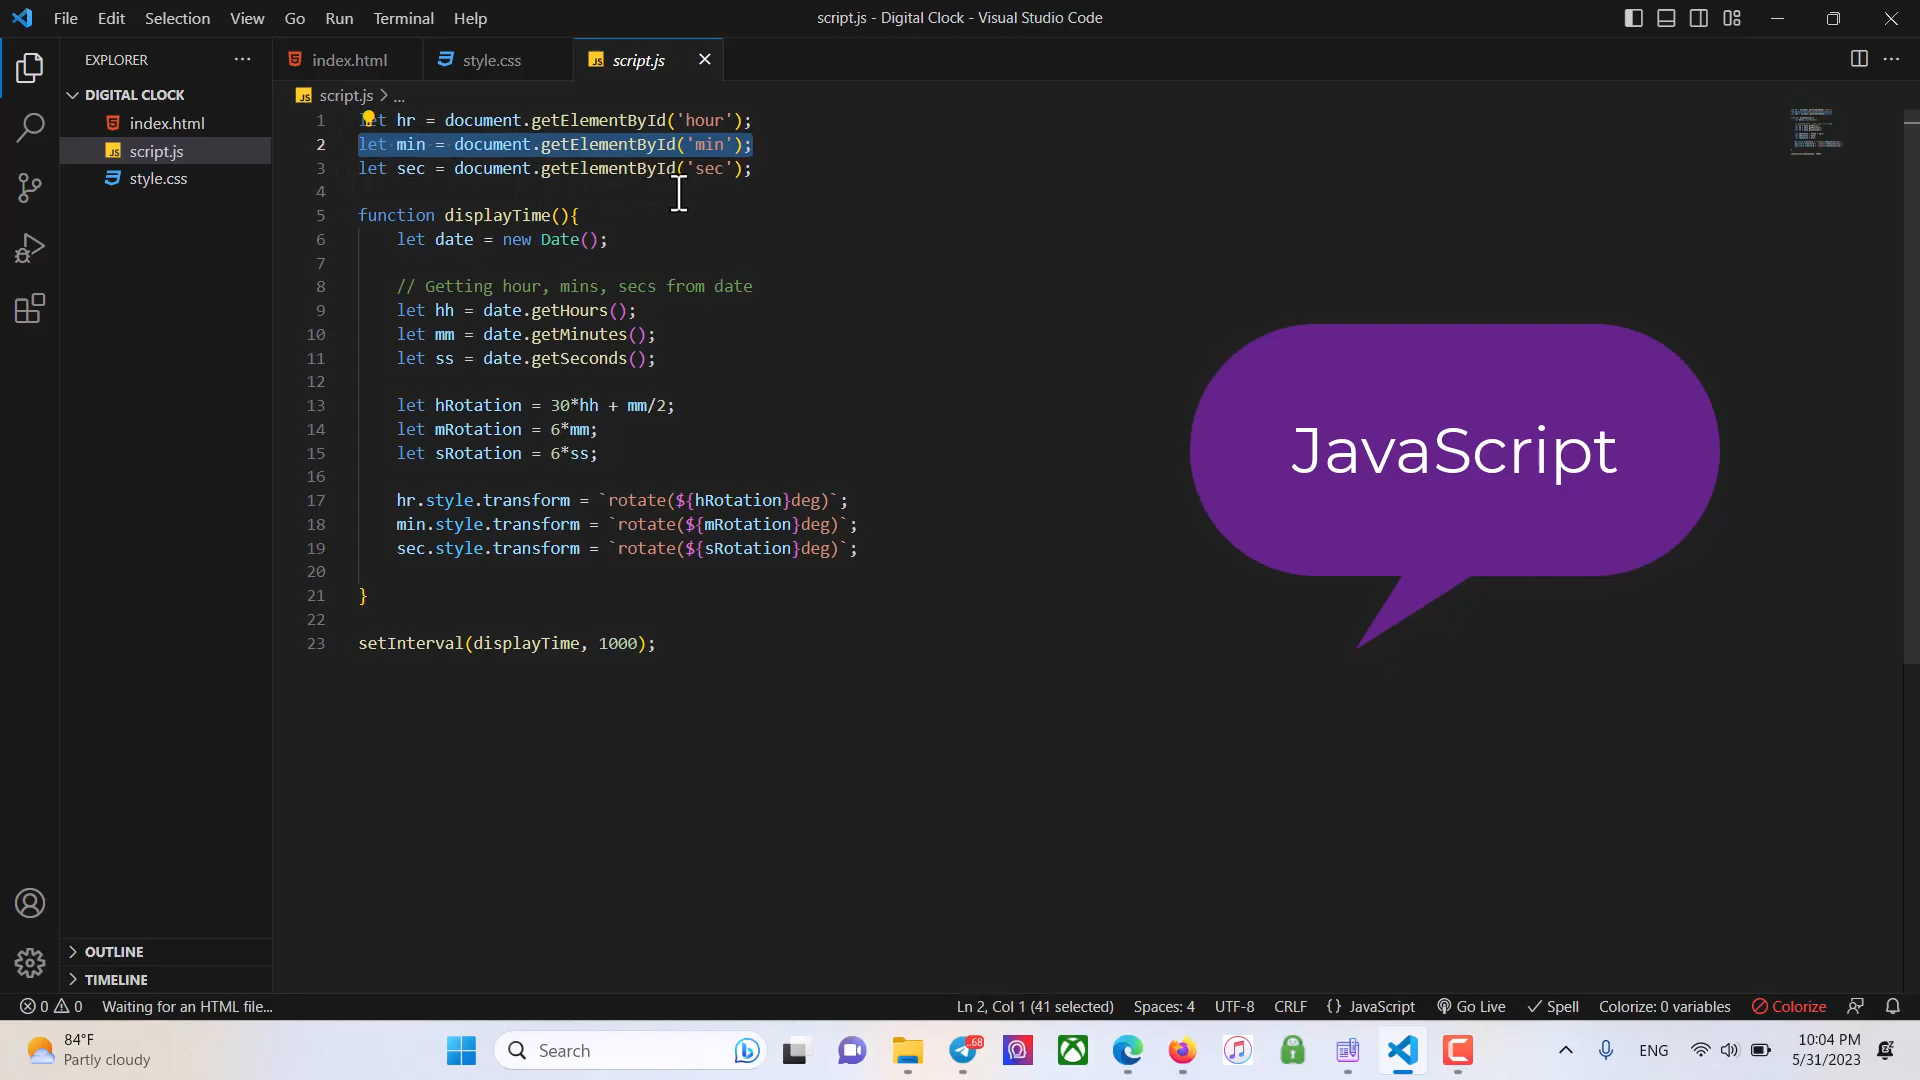 File Edit Selection View Go Run Terminal Help
script.js - Digital Clock - Visual Studio Code
EXPLORER
index.html
style.css
script.js
DIGITAL CLOCK
index.html
script.js
style.css
script.js > ...
1 let hr = document.getElementById('hour');
2 let min = document.getElementById('min');
3 let sec = document.getElementById('sec');
4
5 function displayTime(){
6 let date = new Date();
7
8 // Getting hour, mins, secs from date
9 let hh = date.getHours();
10 let mm = date.getMinutes();
11 let ss = date.getSeconds();
12
13 let hRotation = 30*hh + mm/2;
14 let mRotation = 6*mm;
15 let sRotation = 6*ss;
16
17 hr.style.transform = `rotate(${hRotation}deg)`;
18 min.style.transform = `rotate(${mRotation}deg)`;
19 sec.style.transform = `rotate(${sRotation}deg)`;
20
21 }
22
23 setInterval(displayTime, 1000);
JavaScript
OUTLINE
TIMELINE
0 0 Waiting for an HTML file...
Ln 2, Col 1 (41 selected) Spaces: 4 UTF-8 CRLF {} JavaScript Go Live Spell Colorize: 0 variables Colorize
84°F
Partly cloudy
Search
..68
ENG
10:04 PM
5/31/2023